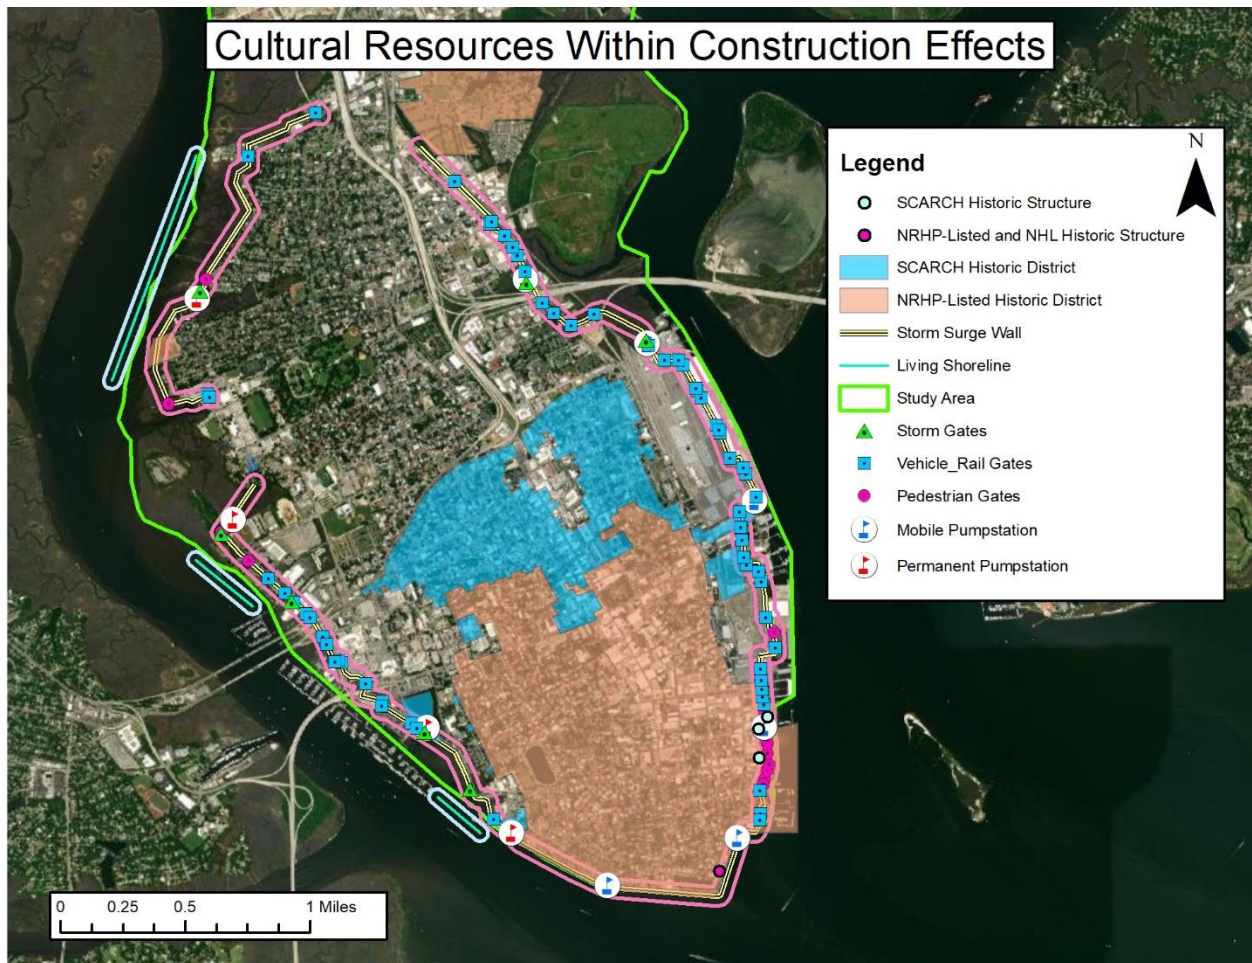 Cultural Resources Within Construction Effects
N
Legend
SCARCH Historic Structure
NRHP-Listed and NHL Historic Structure
SCARCH Historic District
NRHP-Listed Historic District
Storm Surge Wall
Living Shoreline
Study Area
Storm Gates
Vehicle_Rail Gates
Pedestrian Gates
Mobile Pumpstation
Permanent Pumpstation
0 0.25 0.5 1 Miles